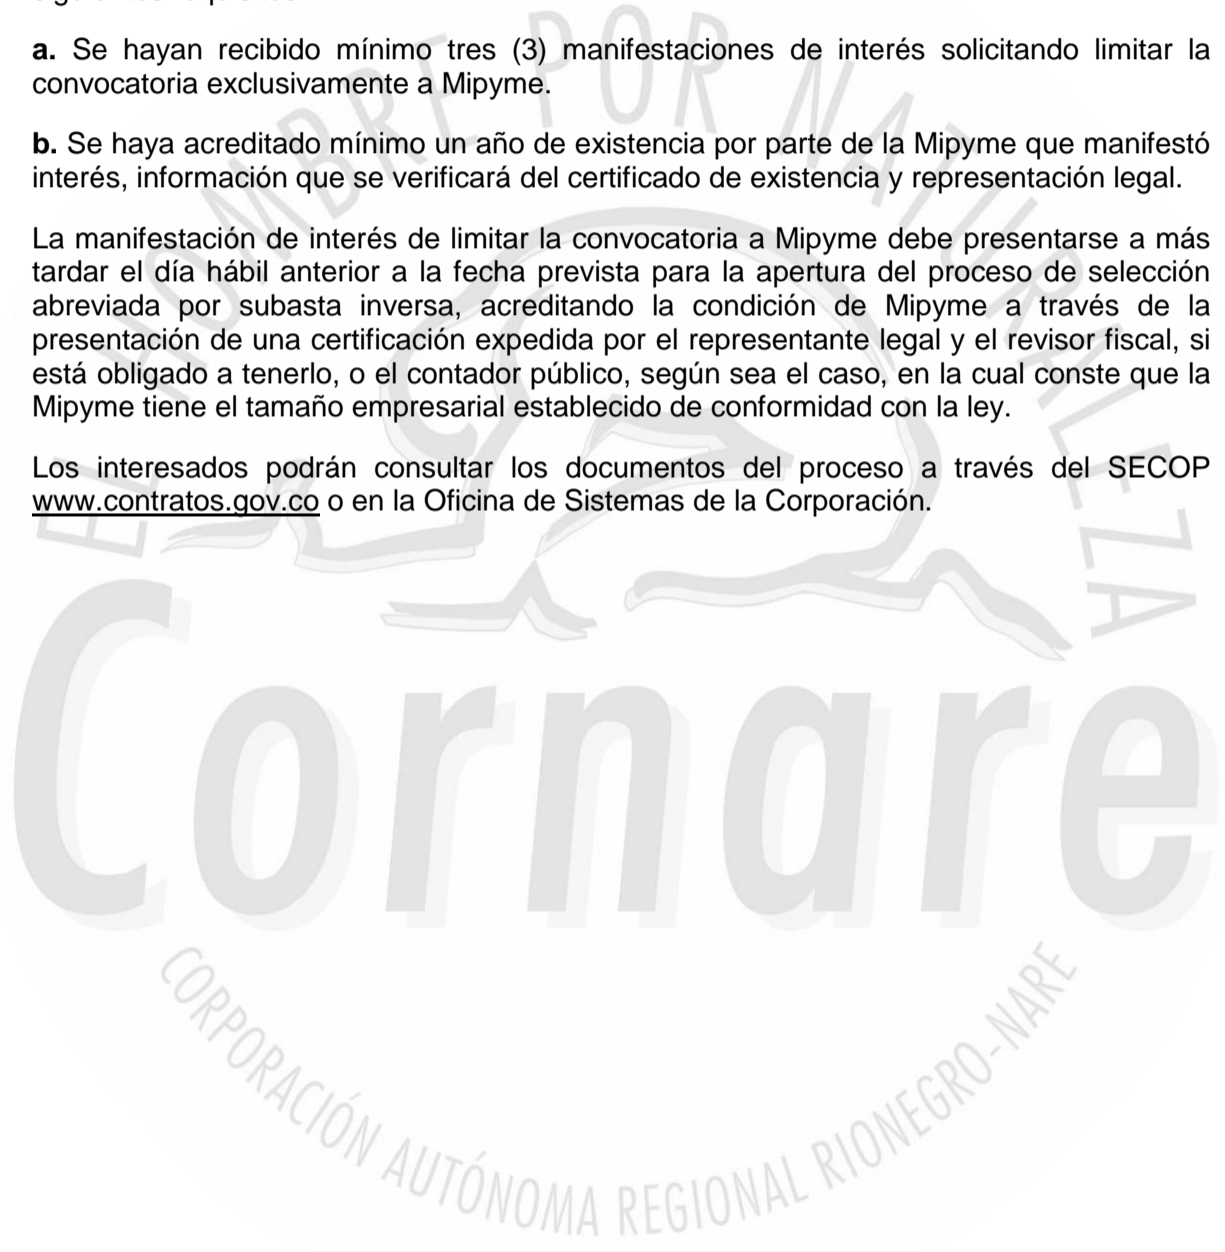 a. Se hayan recibido mínimo tres (3) manifestaciones de interés solicitando limitar la
convocatoria exclusivamente a Mipyme.
b. Se haya acreditado mínimo un año de existencia por parte de la Mipyme que manifestó
interés, información que se verificará del certificado de existencia y representación legal.
La manifestación de interés de limitar la convocatoria a Mipyme debe presentarse a más
tardar el día hábil anterior a la fecha prevista para la apertura del proceso de selección
abreviada por subasta inversa, acreditando la condición de Mipyme a través de la
presentación de una certificación expedida por el representante legal y el revisor fiscal, si
está obligado a tenerlo, o el contador público, según sea el caso, en la cual conste que la
Mipyme tiene el tamaño empresarial establecido de conformidad con la ley.
Los interesados podrán consultar los documentos del proceso a través del SECOP
www.contratos.gov.co o en la Oficina de Sistemas de la Corporación.
EL HOMBRE POR NATURALEZA
Cornare
CORPORACIÓN AUTÓNOMA REGIONAL RIONEGRO-NARE